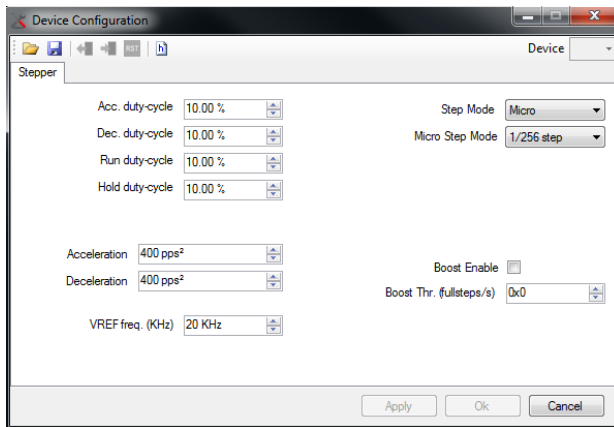 Device Configuration
RST h Device
Stepper
Acc. duty-cycle 10.00 % Step Mode Micro
Dec. duty-cycle 10.00 % Micro Step Mode 1/256 step
Run duty-cycle 10.00 %
Hold duty-cycle 10.00 %
Acceleration 400 pps²
Boost Enable
Deceleration 400 pps²
Boost Thr. (fullsteps/s) 0x0
VREF freq. (KHz) 20 KHz
Apply Ok Cancel